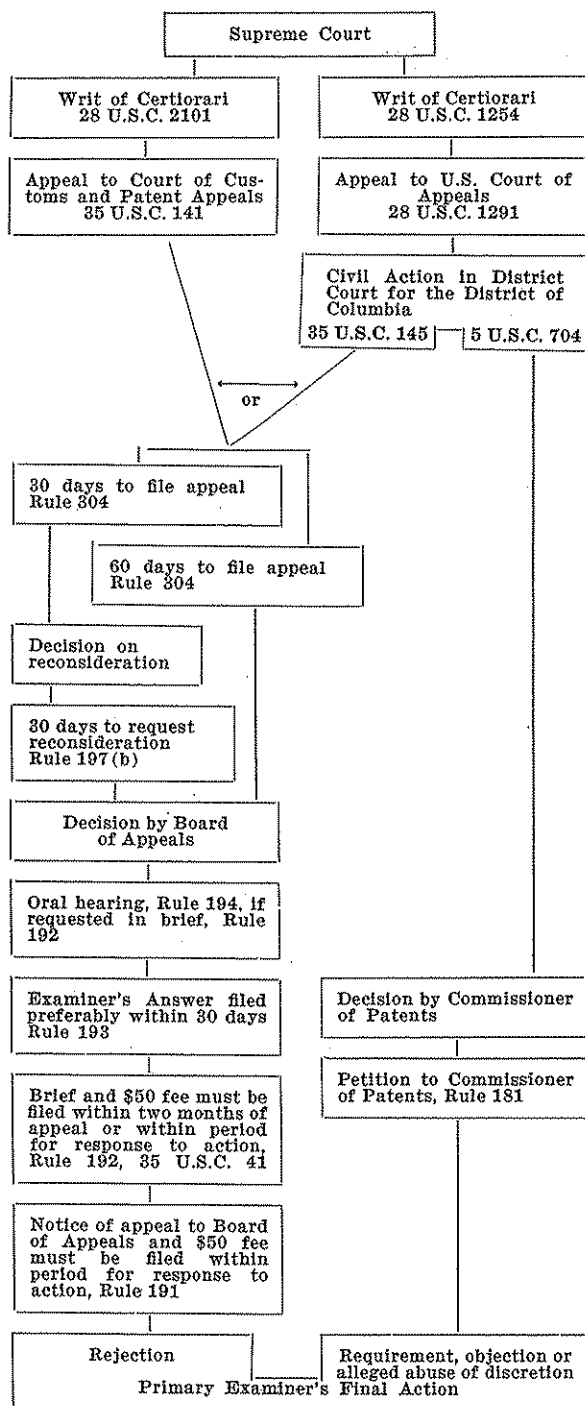 Supreme Court
Writ of Certiorari
28 U.S.C. 2101
Writ of Certiorari
28 U.S.C. 1254
Appeal to Court of Cus-
toms and Patent Appeals
35 U.S.C. 141
Appeal to U.S. Court of
Appeals
28 U.S.C. 1291
Civil Action in District
Court for the District of
Columbia
35 U.S.C. 145
5 U.S.C. 704
or
30 days to file appeal
Rule 304
60 days to file appeal
Rule 304
Decision on
reconsideration
30 days to request
reconsideration
Rule 197(b)
Decision by Board
of Appeals
Oral hearing, Rule 194, if
requested in brief, Rule
192
Examiner's Answer filed
preferably within 30 days
Rule 193
Decision by Commissioner
of Patents
Brief and $50 fee must be
filed within two months of
appeal or within period
for response to action,
Rule 192, 35 U.S.C. 41
Petition to Commissioner
of Patents, Rule 181
Notice of appeal to Board
of Appeals and $50 fee
must be filed within
period for response to
action, Rule 191
Rejection
Requirement, objection or
alleged abuse of discretion
Primary Examiner's Final Action